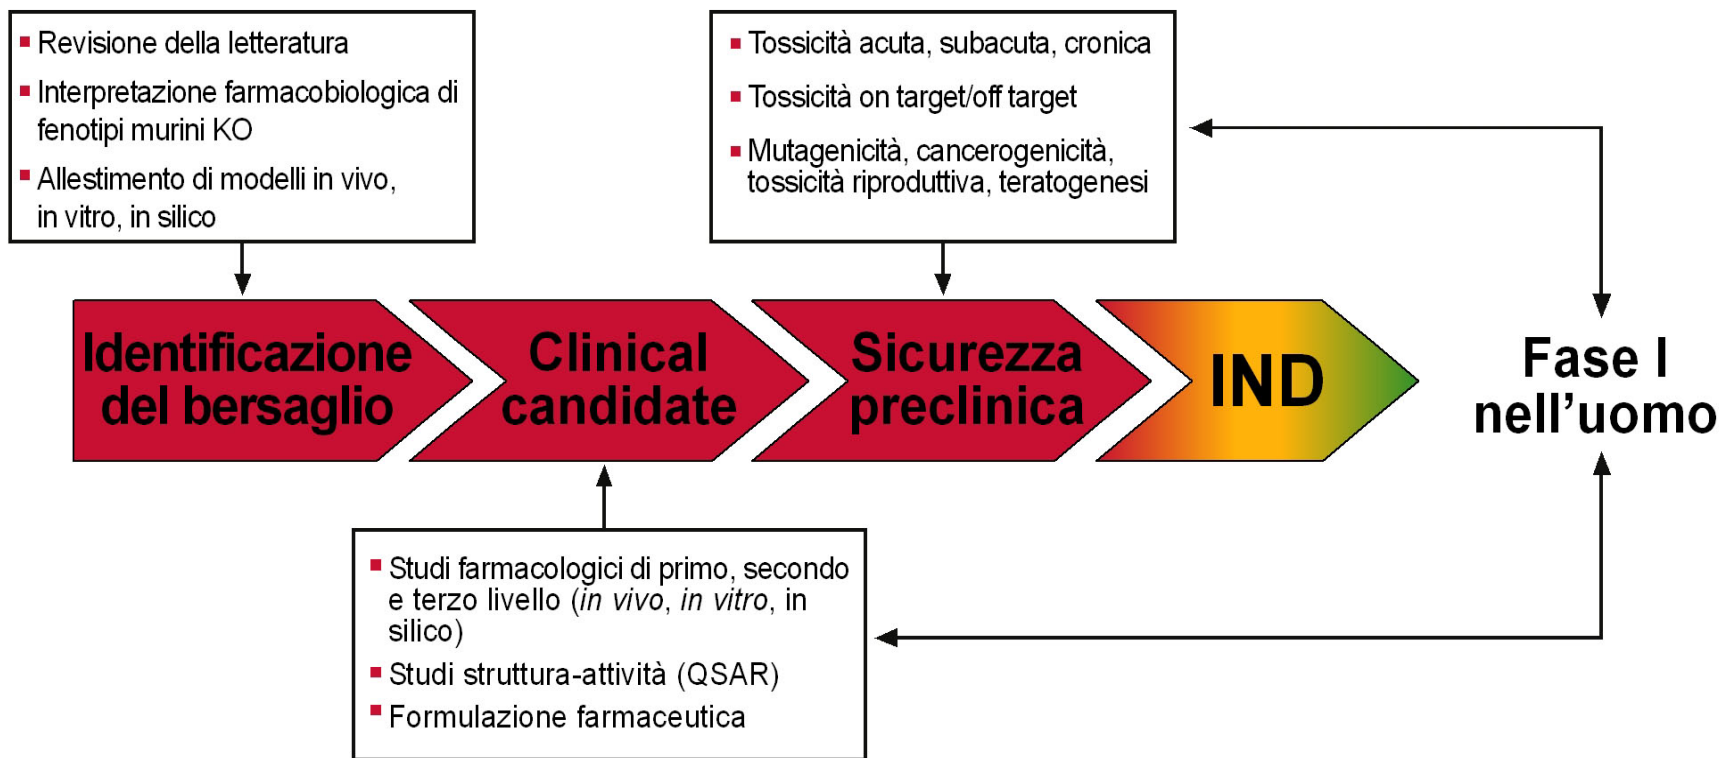 Revisione della letteratura
Interpretazione farmacobiologica di
fenotipi murini KO
Allestimento di modelli in vivo,
in vitro, in silico
Tossicità acuta, subacuta, cronica
Tossicità on target/off target
Mutagenicità, cancerogenicità,
tossicità riproduttiva, teratogenesi
Identificazione
del bersaglio
Clinical
candidate
Sicurezza
preclinica
IND
Fase I
nell’uomo
Studi farmacologici di primo, secondo
e terzo livello (in vivo, in vitro, in
silico)
Studi struttura-attività (QSAR)
Formulazione farmaceutica